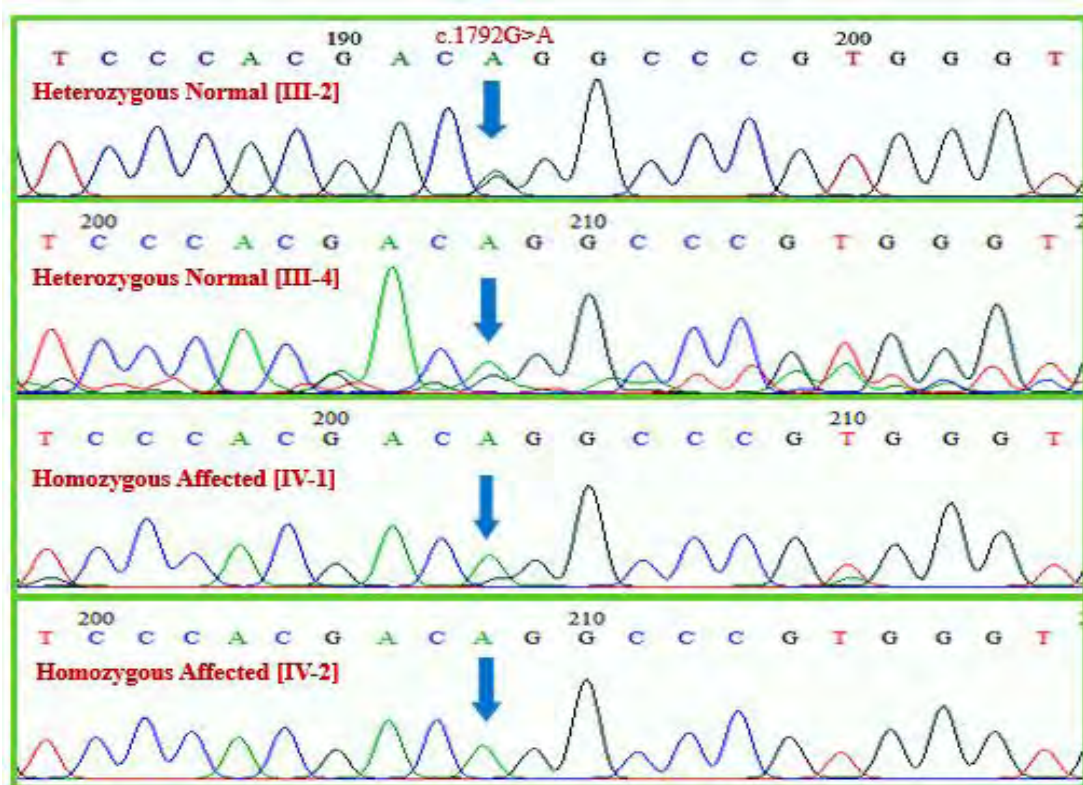 190 c.1792G>A 200
T C C C A C G A C A G G C C C G T G G G T
Heterozygous Normal [III-2]
200 210
T C C C A C G A C A G G C C C G T G G G T
Heterozygous Normal [III-4]
200 210
T C C C A C G A C A G G C C C G T G G G T
Homozygous Affected [IV-1]
200 210
T C C C A C G A C A G G C C C G T G G G T
Homozygous Affected [IV-2]